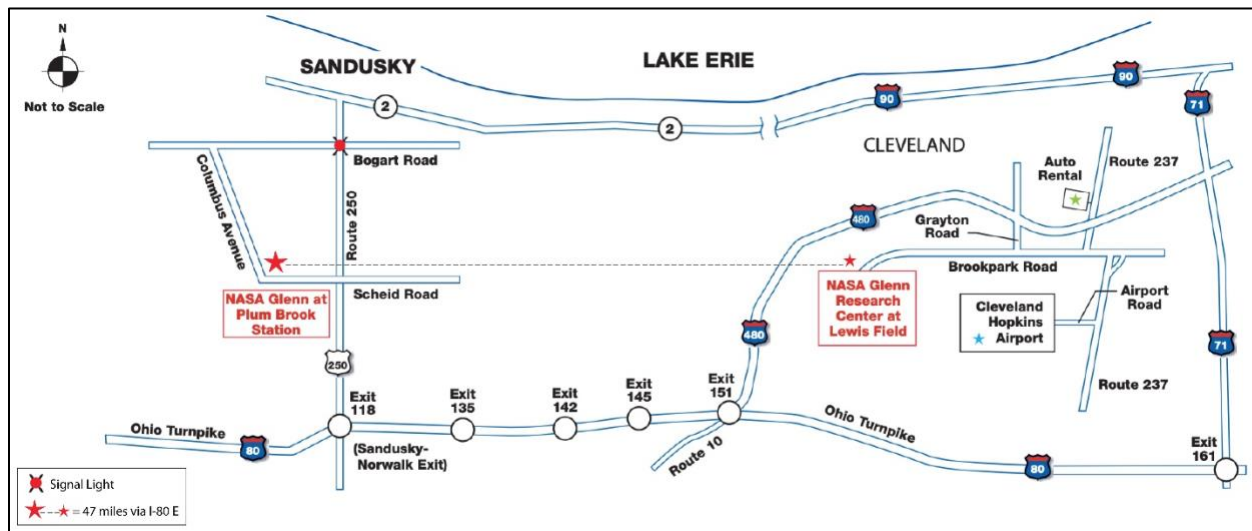 N
Not to Scale
SANDUSKY
LAKE ERIE
2
2
90
90
71
Bogart Road
Columbus
Avenue
Route 250
CLEVELAND
Auto
Rental
Route 237
480
Grayton
Road
Brookpark Road
Scheid Road
NASA Glenn at
Plum Brook
Station
NASA Glenn
Research
Center at
Lewis Field
Airport
Road
Cleveland
Hopkins
Airport
480
71
250
Route 237
Exit
118
Exit
135
Exit
142
Exit
145
Exit
151
Ohio Turnpike
80
(Sandusky-
Norwalk Exit)
Route 10
Ohio Turnpike
80
Exit
161
Signal Light
= 47 miles via I-80 E